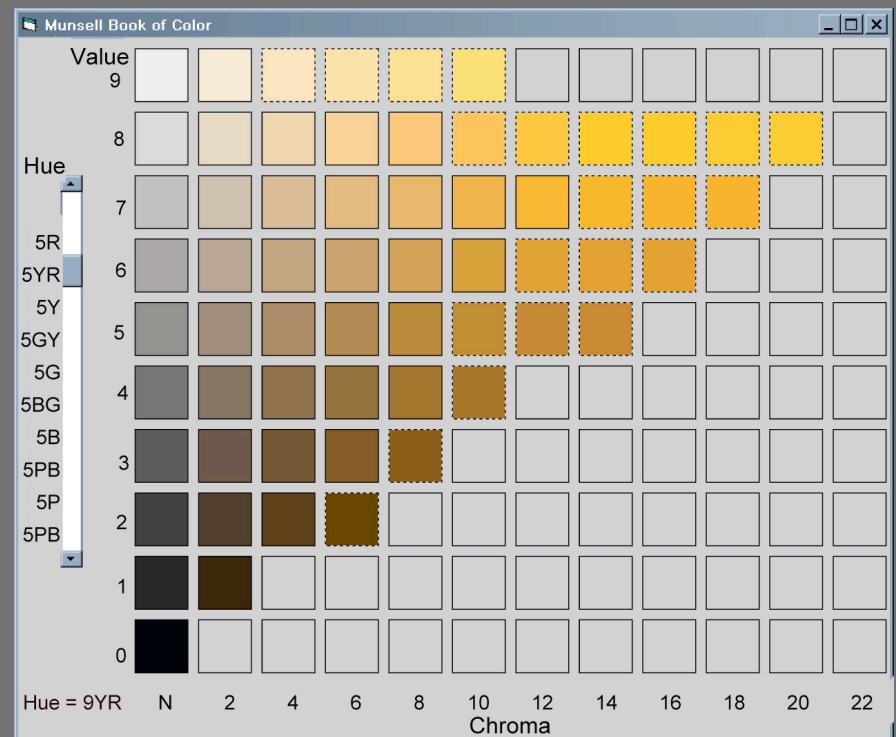 Munsell Book of Color
Value
9
8
Hue
7
5R
6
5YR
5Y
5
5GY
5G
4
5BG
5B
3
5PB
5P
2
5PB
1
0
Hue = 9YR N 2 4 6 8 10 12 14 16 18 20 22
Chroma